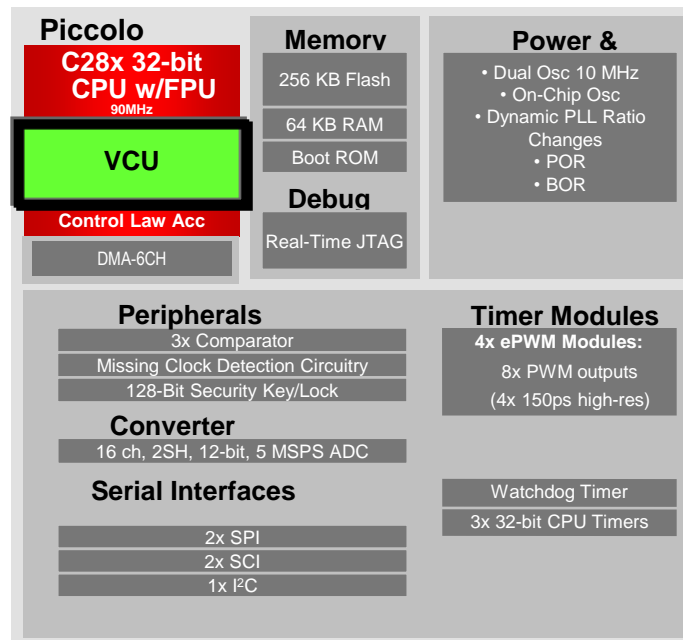 Piccolo
C28x 32-bit
CPU w/FPU
90MHz
VCU
Control Law Acc
DMA-6CH
Memory
256 KB Flash
64 KB RAM
Boot ROM
Debug
Real-Time JTAG
Power &
• Dual Osc 10 MHz
• On-Chip Osc
• Dynamic PLL Ratio
Changes
• POR
• BOR
Peripherals
3x Comparator
Missing Clock Detection Circuitry
128-Bit Security Key/Lock
Converter
16 ch, 2SH, 12-bit, 5 MSPS ADC
Serial Interfaces
2x SPI
2x SCI
1x I²C
Timer Modules
4x ePWM Modules:
8x PWM outputs
(4x 150ps high-res)
Watchdog Timer
3x 32-bit CPU Timers